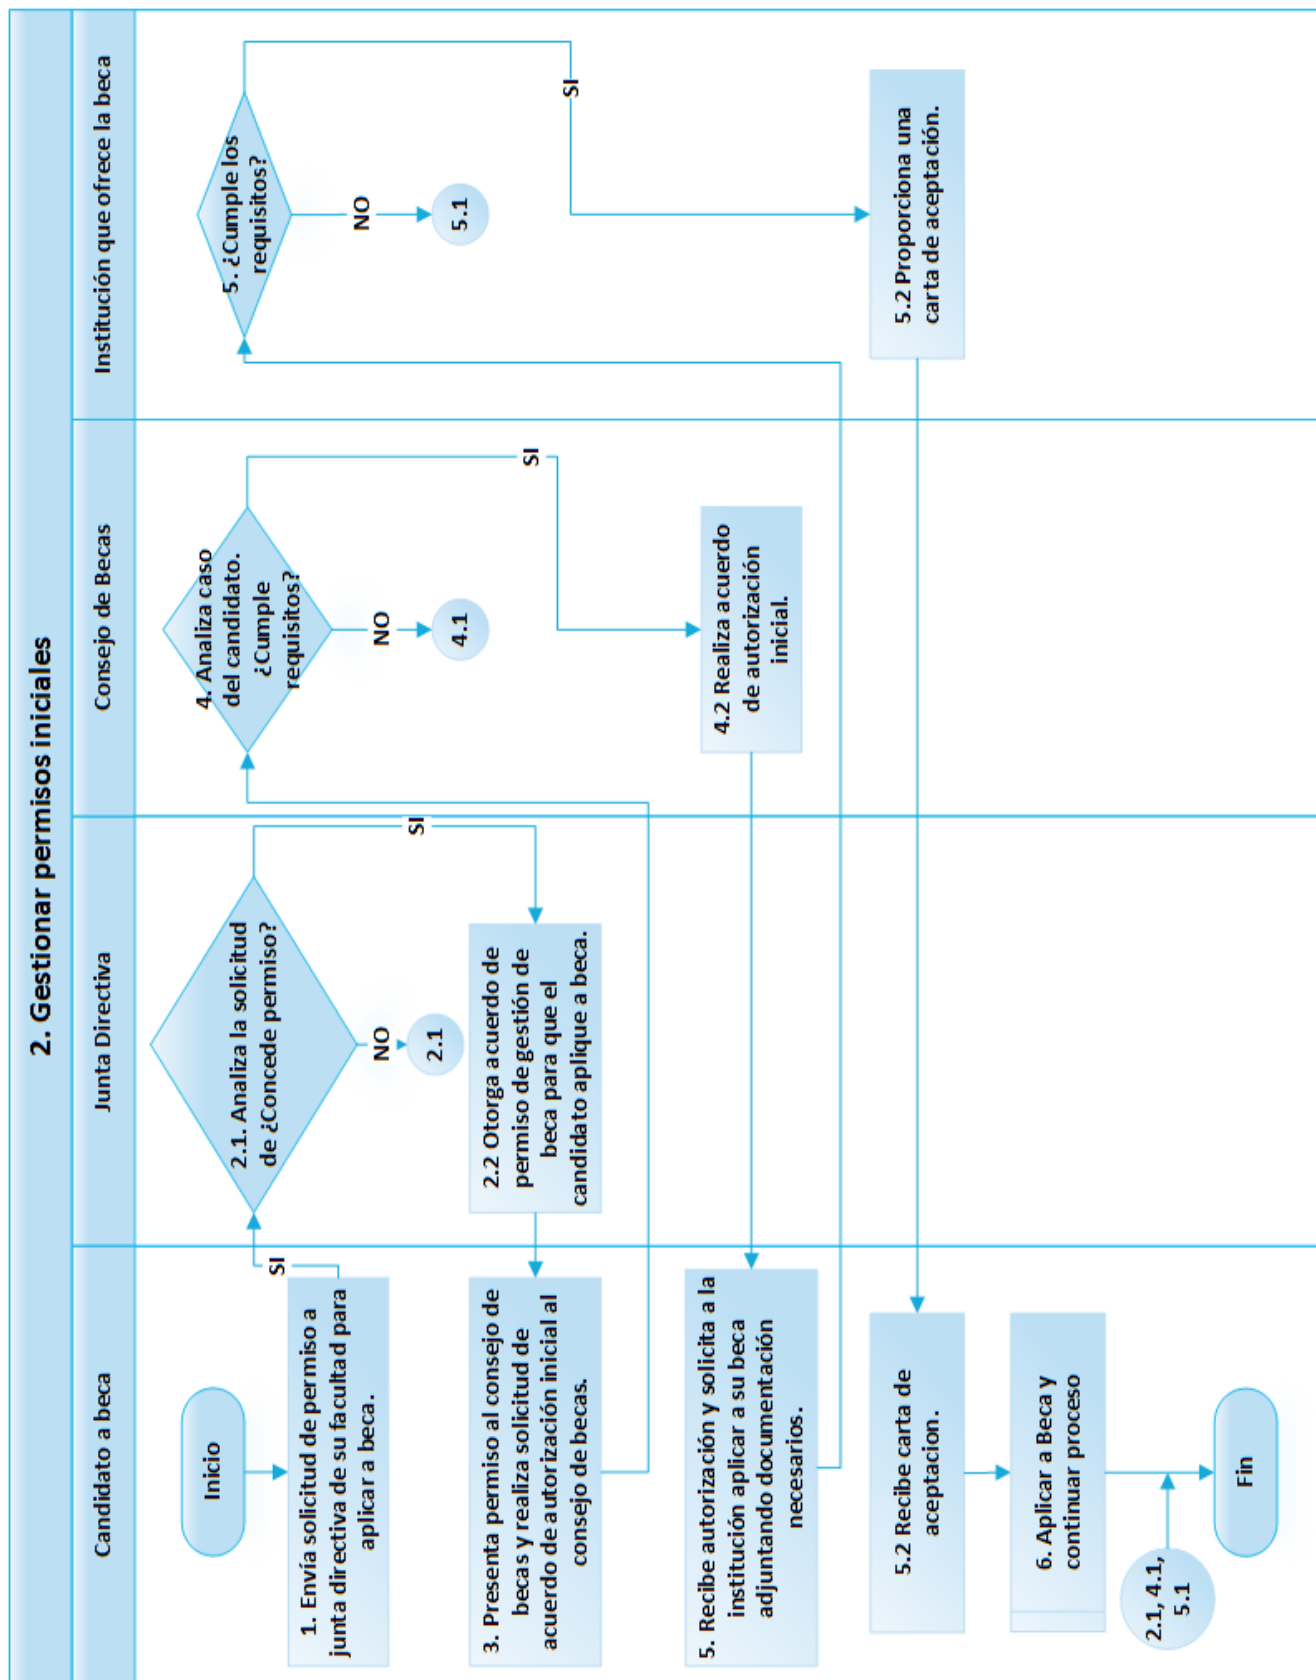 2. Gestionar permisos iniciales
Candidato a beca
Junta Directiva
Consejo de Becas
Institución que ofrece la beca
Inicio
1. Envía solicitud de permiso a
junta directiva de su facultad para
aplicar a beca.
SI
2.1. Analiza la solicitud
de ¿Concede permiso?
NO
2.1
SI
2.2 Otorga acuerdo de
permiso de gestión de
beca para que el
candidato aplique a beca.
3. Presenta permiso al consejo de
becas y realiza solicitud de
acuerdo de autorización inicial al
consejo de becas.
4. Analiza caso
del candidato.
¿Cumple
requisitos?
NO
4.1
SI
4.2 Realiza acuerdo
de autorización
inicial.
5. Recibe autorización y solicita a la
institución aplicar a su beca
adjuntando documentación
necesarios.
5. ¿Cumple los
requisitos?
NO
5.1
SI
5.2 Proporciona una
carta de aceptación.
5.2 Recibe carta de
aceptacion.
6. Aplicar a Beca y
continuar proceso
2.1, 4.1,
5.1
Fin